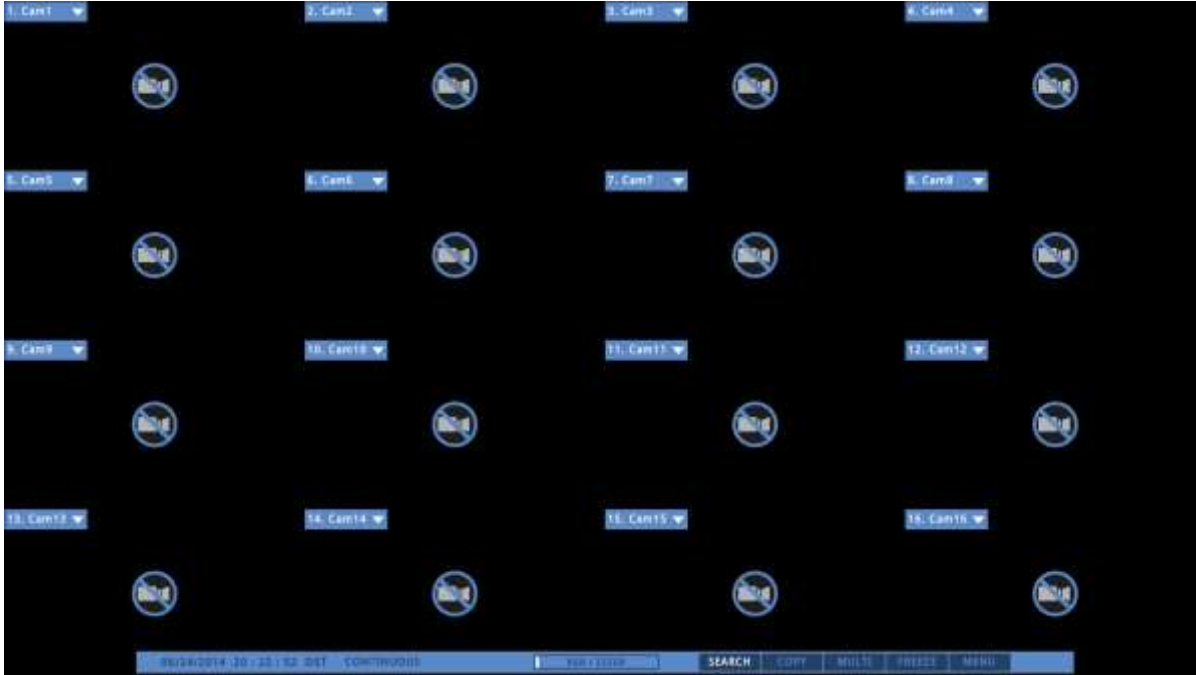 1. Cam1
2. Cam2
3. Cam3
4. Cam4
5. Cam5
6. Cam6
7. Cam7
8. Cam8
9. Cam9
10. Cam10
11. Cam11
12. Cam12
13. Cam13
14. Cam14
15. Cam15
16. Cam16
DST CONTINUOUS
SEARCH COPY MULTI FREEZE MENU